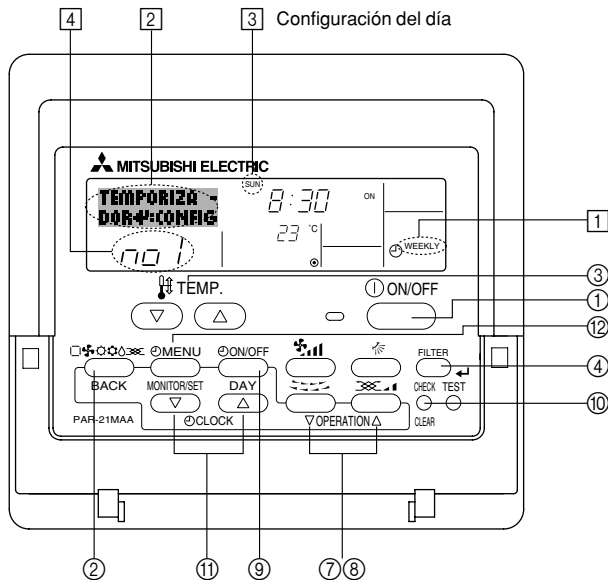 4 2 3 Configuración del día
MITSUBISHI ELECTRIC
TEMPORIZA -
DOR↵:CONFIG
SUN
8:30
ON
23 °C
no 1
WEEKLY
1
TEMP.
ON/OFF
③
①
⑫
MENU
ON/OFF
FILTER
④
BACK
MONITOR/SET
DAY
CHECK TEST
PAR-21MAA
CLOCK
▽OPERATION△
CLEAR
⑩
② ⑪ ⑨ ⑦⑧